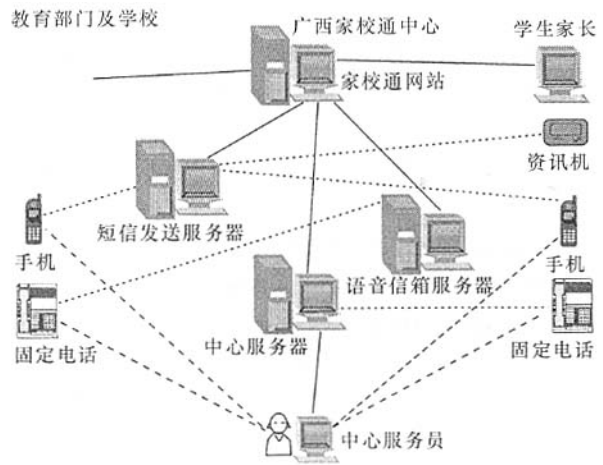 教育部门及学校
广西家校通中心
学生家长
家校通网站
资讯机
短信发送服务器
手机
语音信箱服务器
手机
中心服务器
固定电话
固定电话
中心服务员